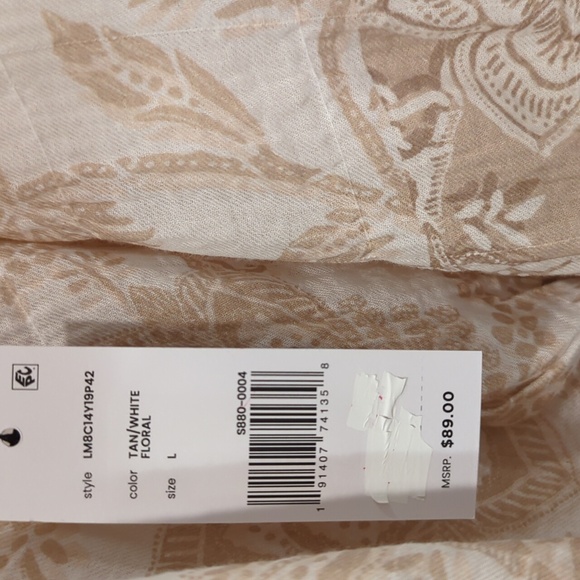 style LM8C14Y19P42
color TAN/WHITE
FLORAL
size L
S880-0004
1 91407 74135 8
MSRP. $89.00